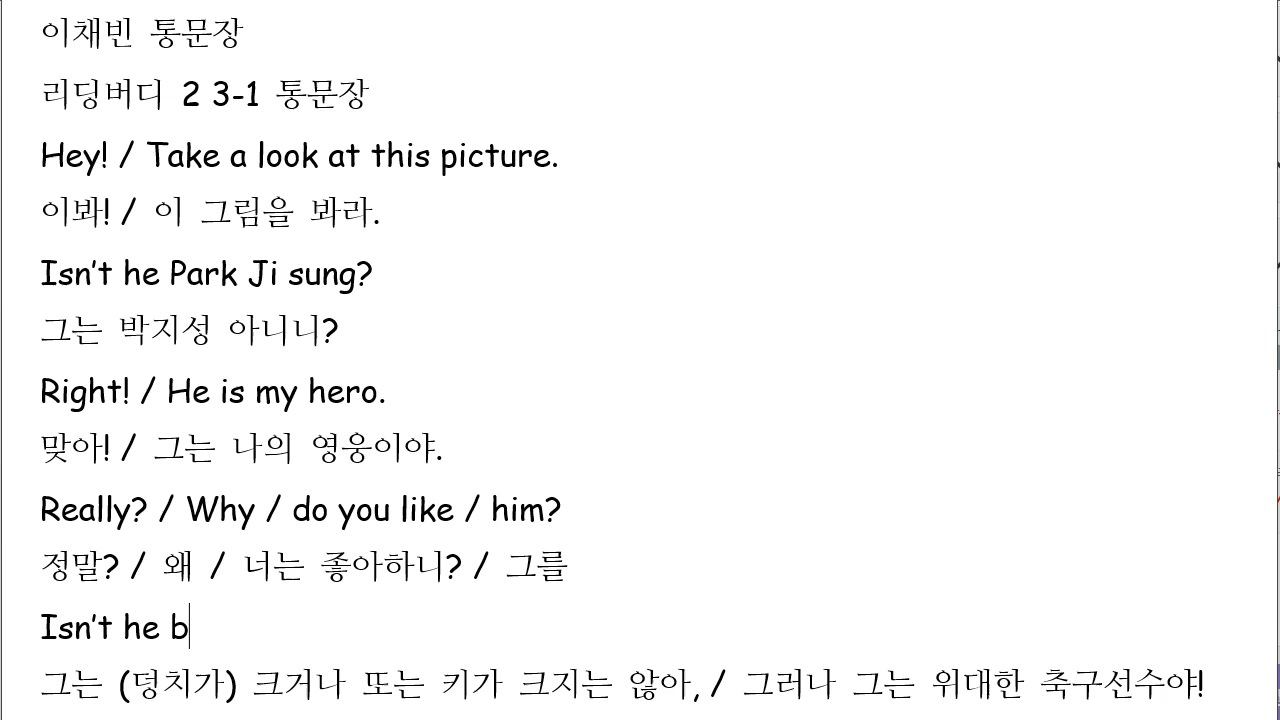 이채빈 통문장
리딩버디 2 3-1 통문장
Hey! / Take a look at this picture.
이봐! / 이 그림을 봐라.
Isn't he Park Ji sung?
그는 박지성 아니니?
Right! / He is my hero.
맞아! / 그는 나의 영웅이야.
Really? / Why / do you like / him?
정말? / 왜 / 너는 좋아하니? / 그를
Isn't he b
그는 (덩치가) 크거나 또는 키가 크지는 않아, / 그러나 그는 위대한 축구선수야!